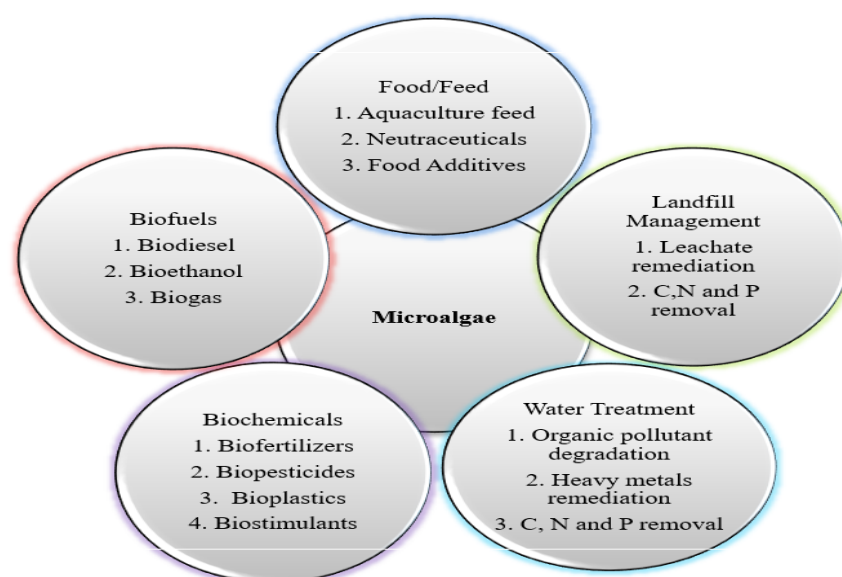 Food/Feed
1. Aquaculture feed
2. Neutraceuticals
3. Food Additives
Biofuels
1. Biodiesel
2. Bioethanol
3. Biogas
Landfill
Management
1. Leachate
remediation
2. C,N and P
removal
Microalgae
Biochemicals
1. Biofertilizers
2. Biopesticides
3. Bioplastics
4. Biostimulants
Water Treatment
1. Organic pollutant
degradation
2. Heavy metals
remediation
3. C, N and P removal